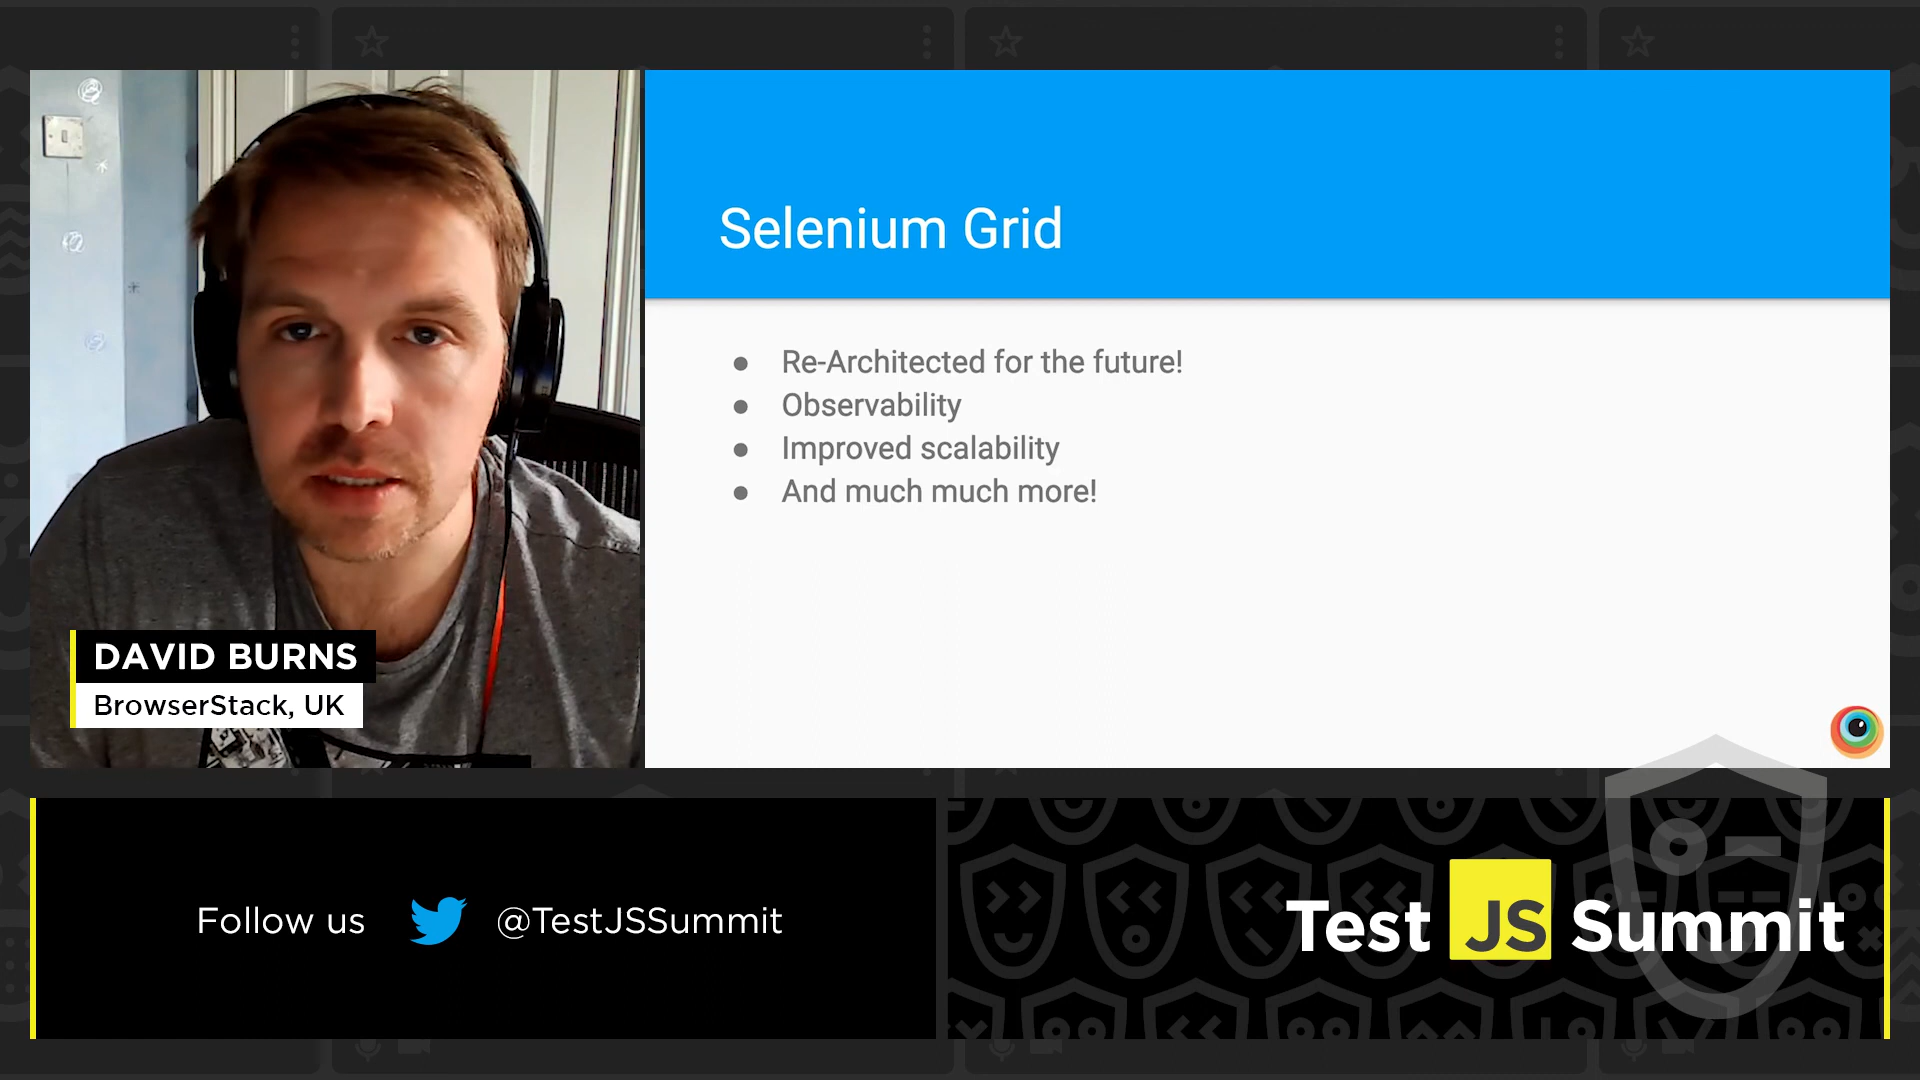 Selenium Grid
● Re-Architected for the future!
● Observability
● Improved scalability
● And much much more!
DAVID BURNS
BrowserStack, UK
Follow us @TestJSSummit
Test JS Summit